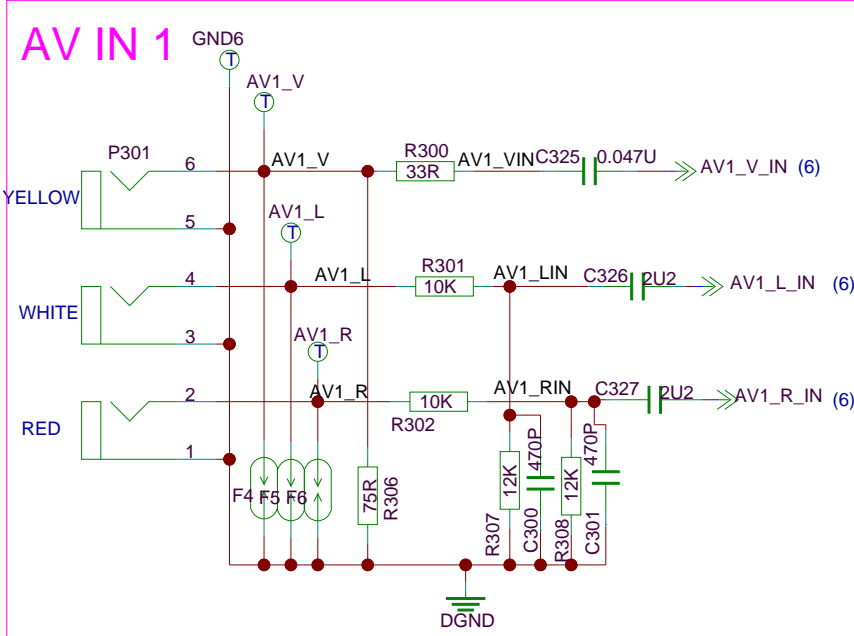 AV IN 1
GND6
T
AV1_V
T
P301
6
AV1_V
R300
33R
AV1_VIN
C325
0.047U
AV1_V_IN (6)
YELLOW
5
AV1_L
T
4
AV1_L
R301
10K
AV1_LIN
C326
2U2
AV1_L_IN (6)
WHITE
3
AV1_R
T
2
AV1_R
10K
R302
AV1_RIN
C327
2U2
AV1_R_IN (6)
RED
1
F4
F5
F6
75R
R306
12K
R307
470P
C300
12K
R308
470P
C301
DGND